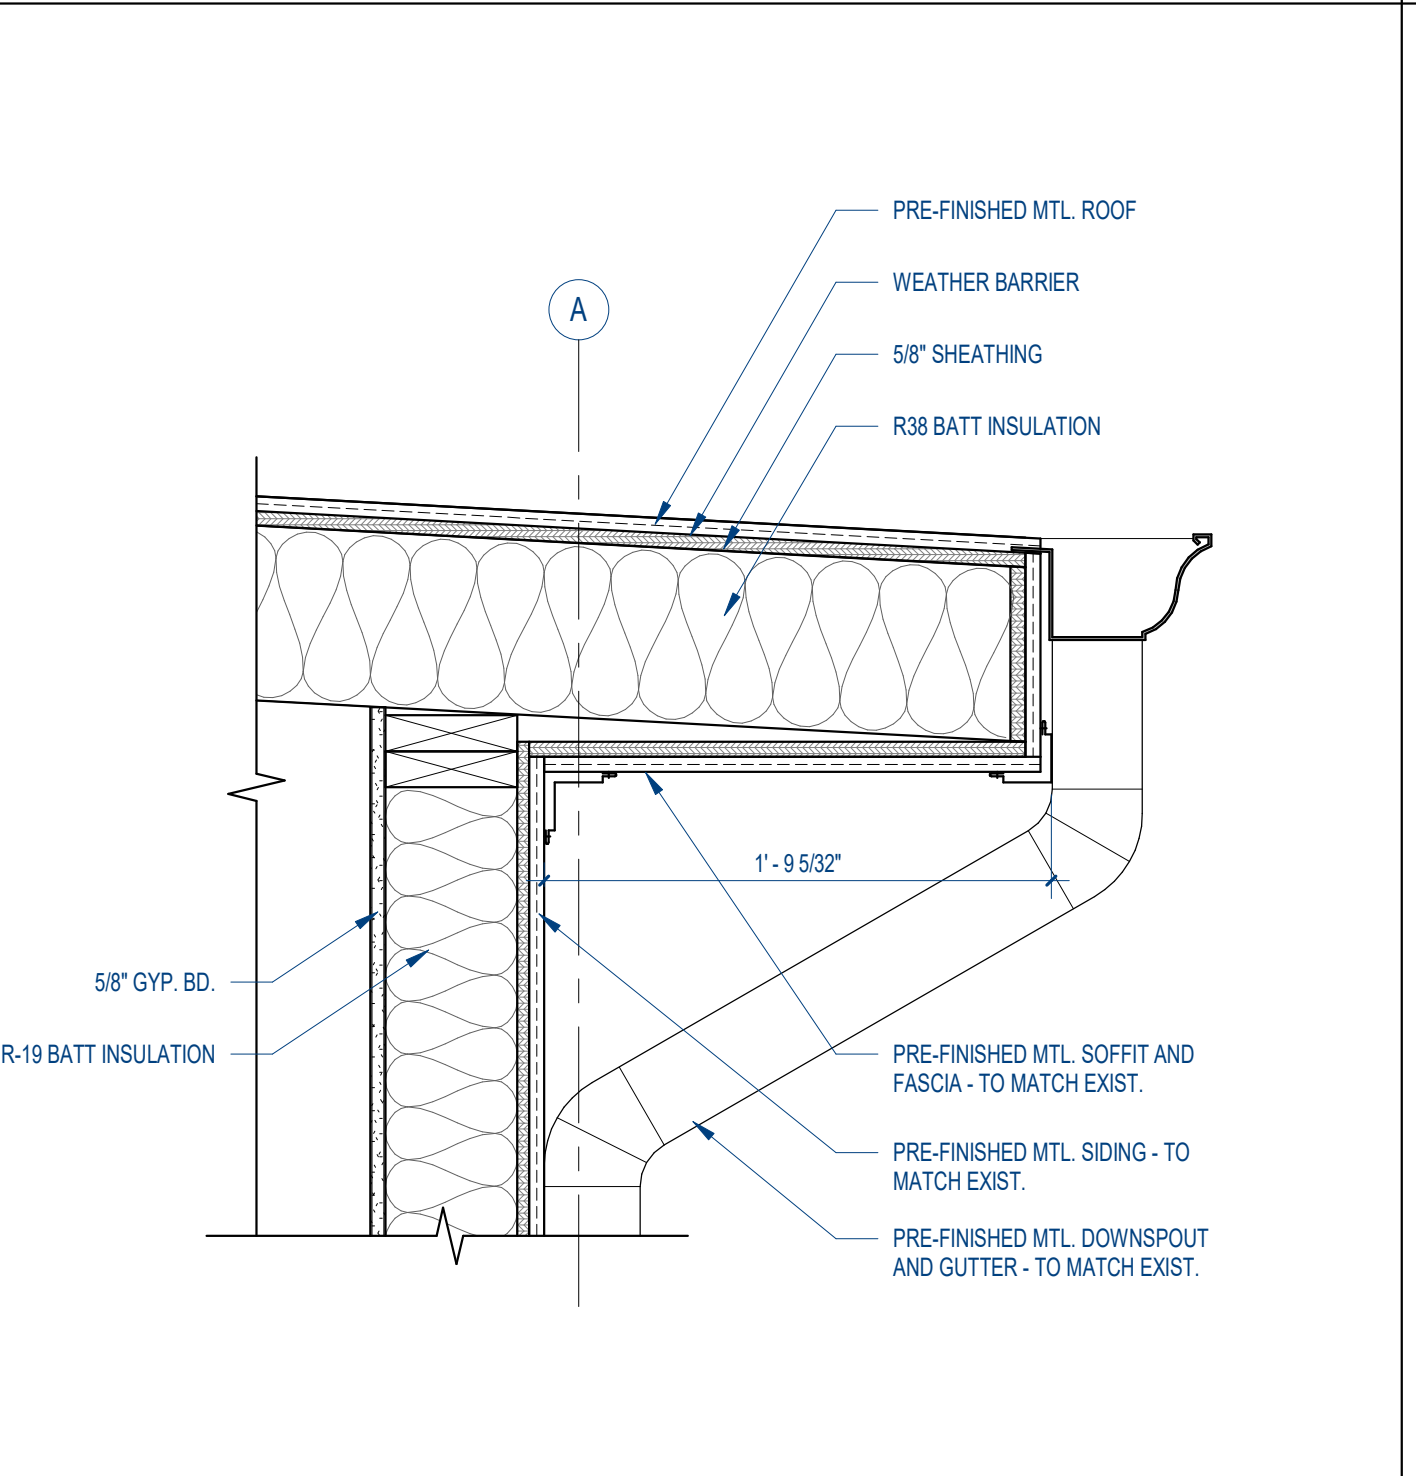 PRE-FINISHED MTL. ROOF
WEATHER BARRIER
A
5/8" SHEATHING
R38 BATT INSULATION
1' - 9 5/32"
5/8" GYP. BD.
R-19 BATT INSULATION
PRE-FINISHED MTL. SOFFIT AND
FASCIA - TO MATCH EXIST.
PRE-FINISHED MTL. SIDING - TO
MATCH EXIST.
PRE-FINISHED MTL. DOWNSPOUT
AND GUTTER - TO MATCH EXIST.